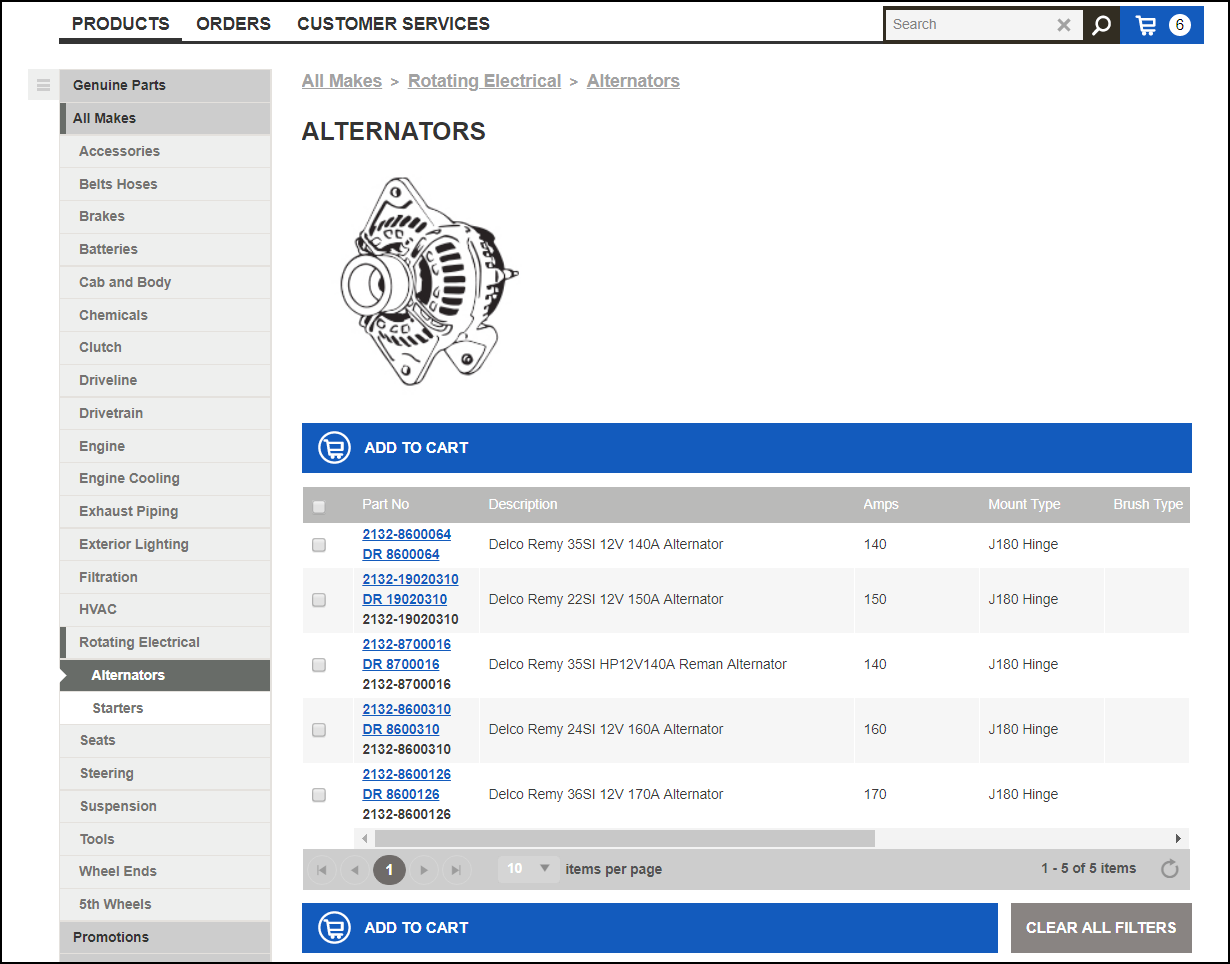 PRODUCTS ORDERS CUSTOMER SERVICES Search 6
Genuine Parts
All Makes
Accessories
Belts Hoses
Brakes
Batteries
Cab and Body
Chemicals
Clutch
Driveline
Drivetrain
Engine
Engine Cooling
Exhaust Piping
Exterior Lighting
Filtration
HVAC
Rotating Electrical
Alternators
Starters
Seats
Steering
Suspension
Tools
Wheel Ends
5th Wheels
Promotions
All Makes > Rotating Electrical > Alternators
ALTERNATORS
ADD TO CART
Part No Description Amps Mount Type Brush Type
2132-8600064
DR 8600064
Delco Remy 35SI 12V 140A Alternator 140 J180 Hinge
2132-19020310
DR 19020310
2132-19020310
Delco Remy 22SI 12V 150A Alternator 150 J180 Hinge
2132-8700016
DR 8700016
2132-8700016
Delco Remy 35SI HP12V140A Reman Alternator 140 J180 Hinge
2132-8600310
DR 8600310
2132-8600310
Delco Remy 24SI 12V 160A Alternator 160 J180 Hinge
2132-8600126
DR 8600126
2132-8600126
Delco Remy 36SI 12V 170A Alternator 170 J180 Hinge
1 10 items per page 1 - 5 of 5 items
ADD TO CART CLEAR ALL FILTERS